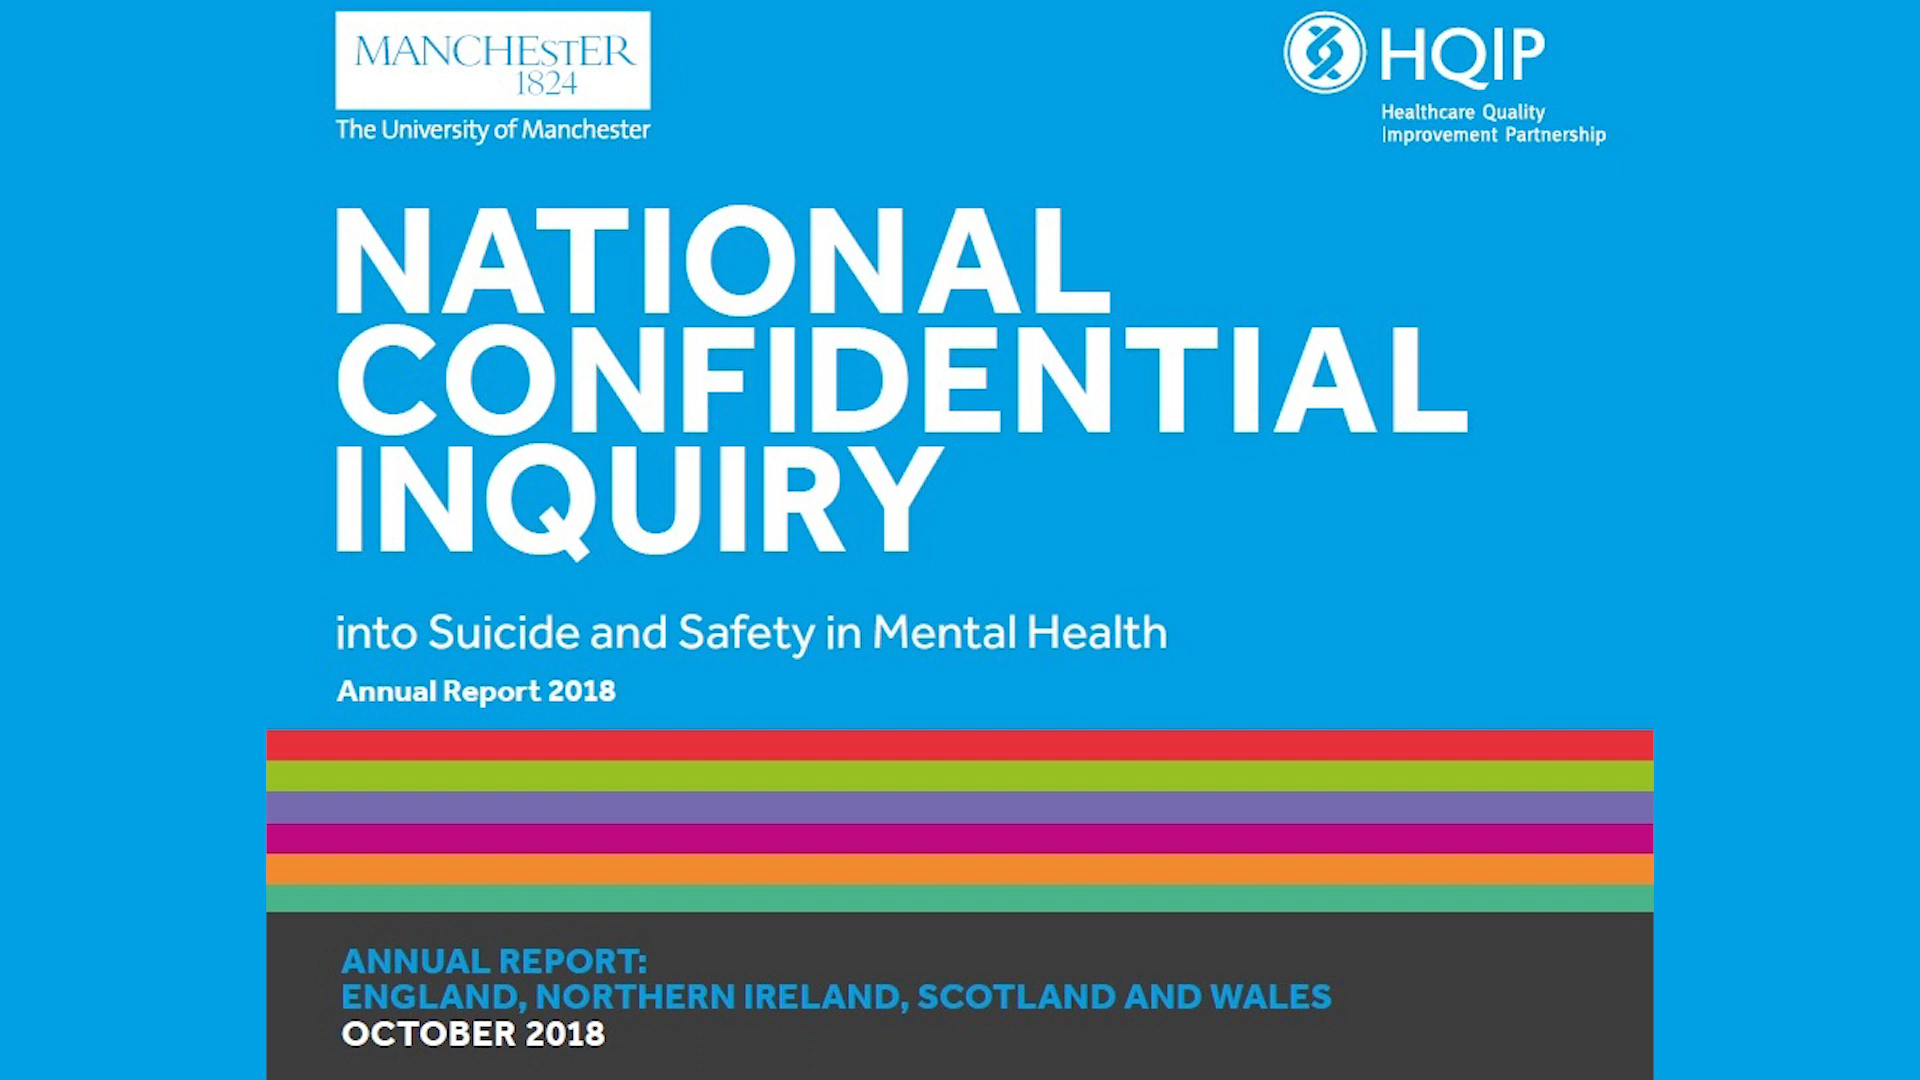 MANCHEStER
1824
The University of Manchester
HQIP
Healthcare Quality
Improvement Partnership
NATIONAL
CONFIDENTIAL
INQUIRY
into Suicide and Safety in Mental Health
Annual Report 2018
ANNUAL REPORT:
ENGLAND, NORTHERN IRELAND, SCOTLAND AND WALES
OCTOBER 2018